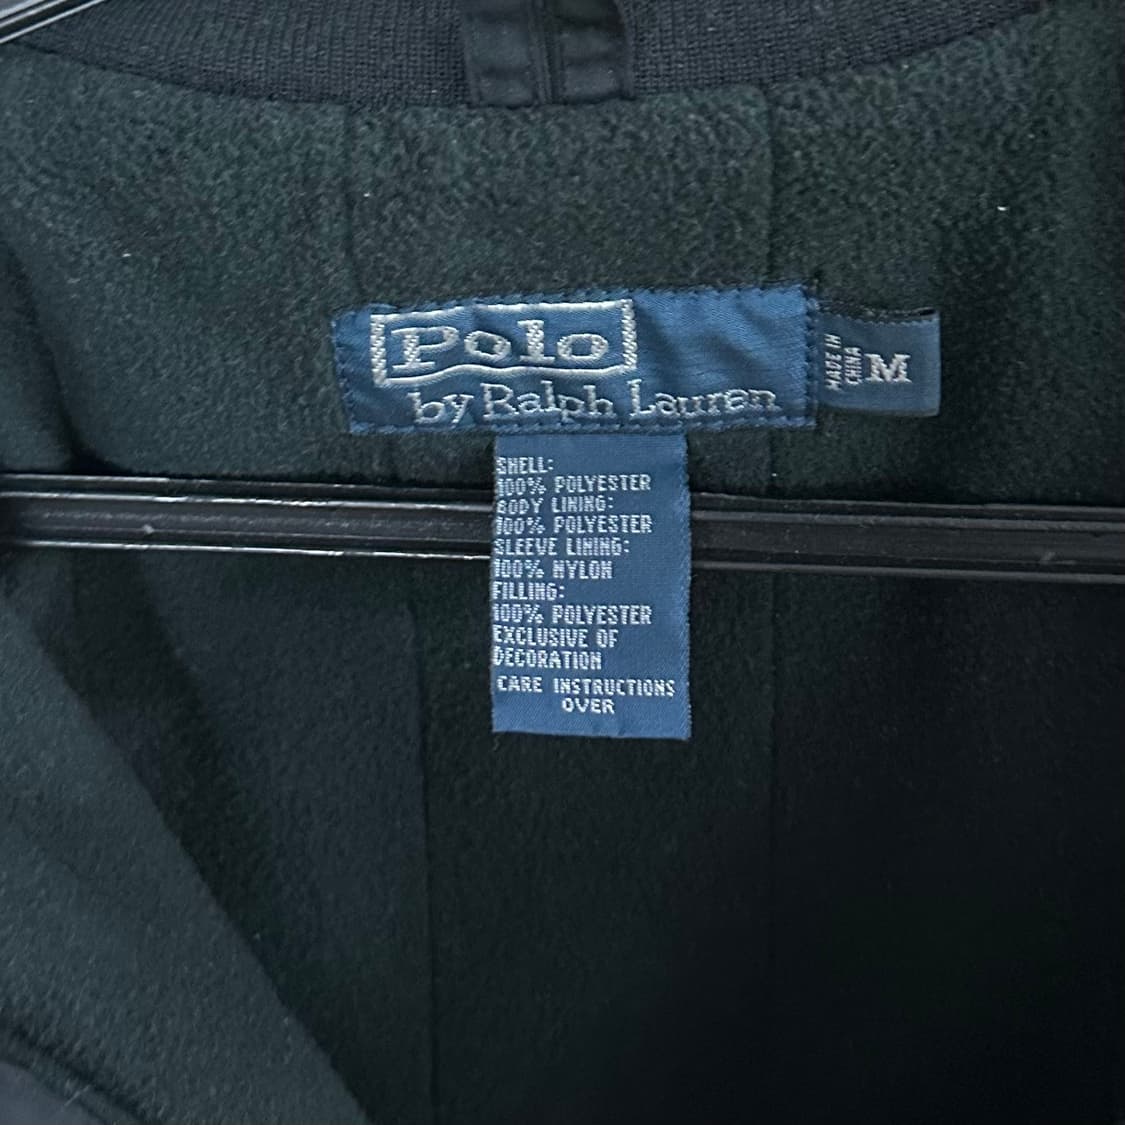 Polo
by Ralph Lauren
MADE IN
CHINA
M
SHELL:
100% POLYESTER
BODY LINING:
100% POLYESTER
SLEEVE LINING:
100% NYLON
FILLING:
100% POLYESTER
EXCLUSIVE OF
DECORATION
CARE INSTRUCTIONS
OVER